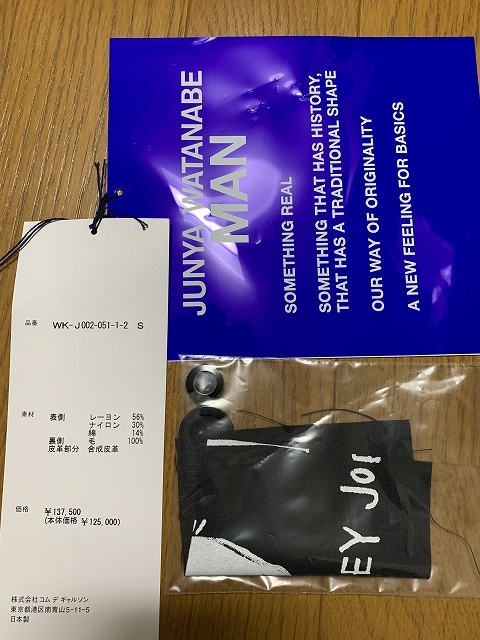 JUNYA WATANABE
MAN
SOMETHING REAL
SOMETHING THAT HAS HISTORY,
THAT HAS A TRADITIONAL SHAPE
OUR WAY OF ORIGINALITY
A NEW FEELING FOR BASICS
品番 WK-J002-051-1-2 S
素材 表側 レーヨン 56%
ナイロン 30%
綿 14%
裏側 毛 100%
皮革部分 合成皮革
価格 ¥137,500
(本体価格 ¥125,000)
株式会社コムデギャルソン
東京都港区南青山5-11-5
日本製
EY JO